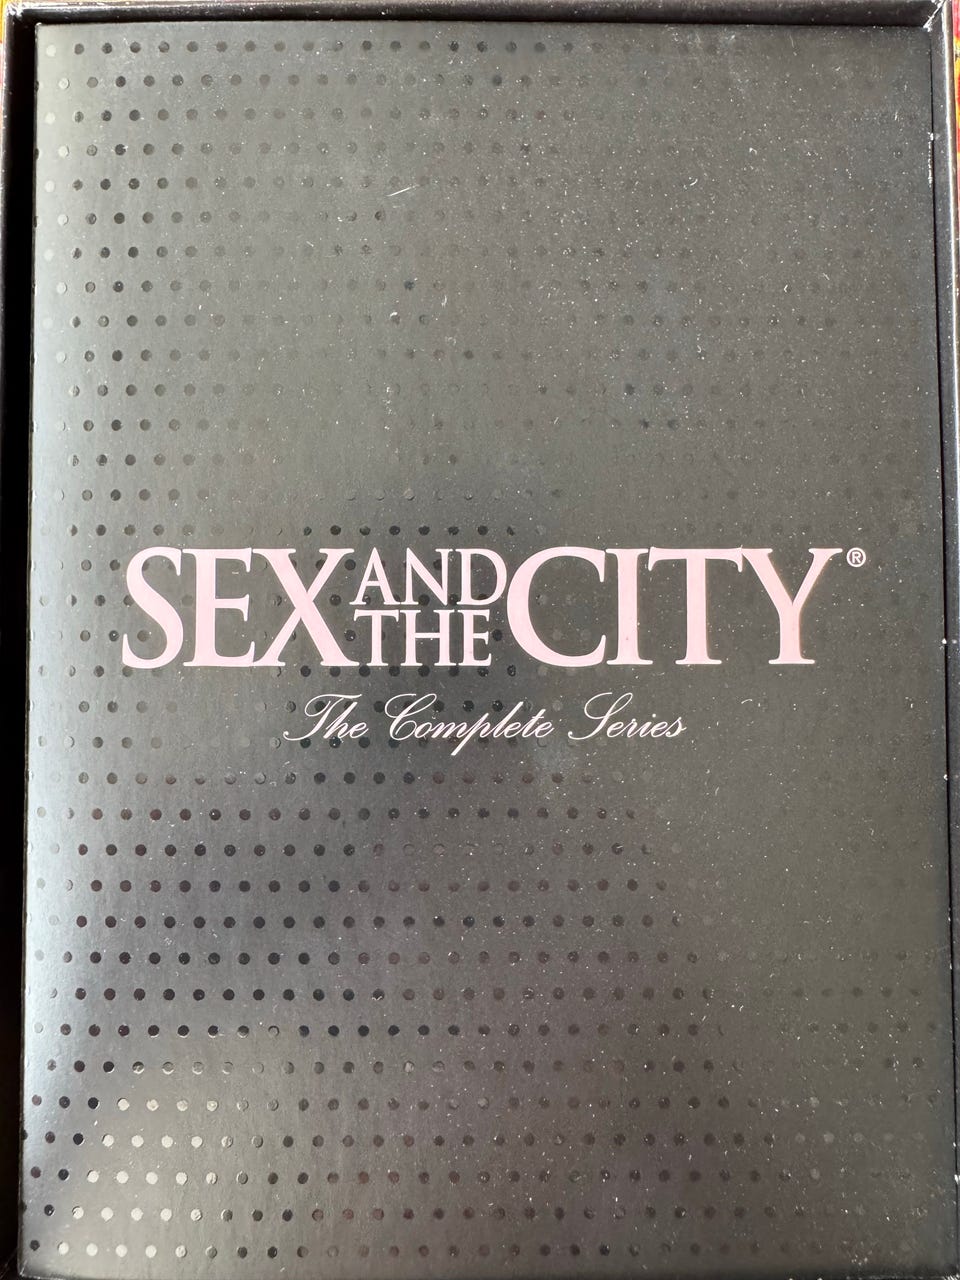 SEX AND THE CITY®
The Complete Series